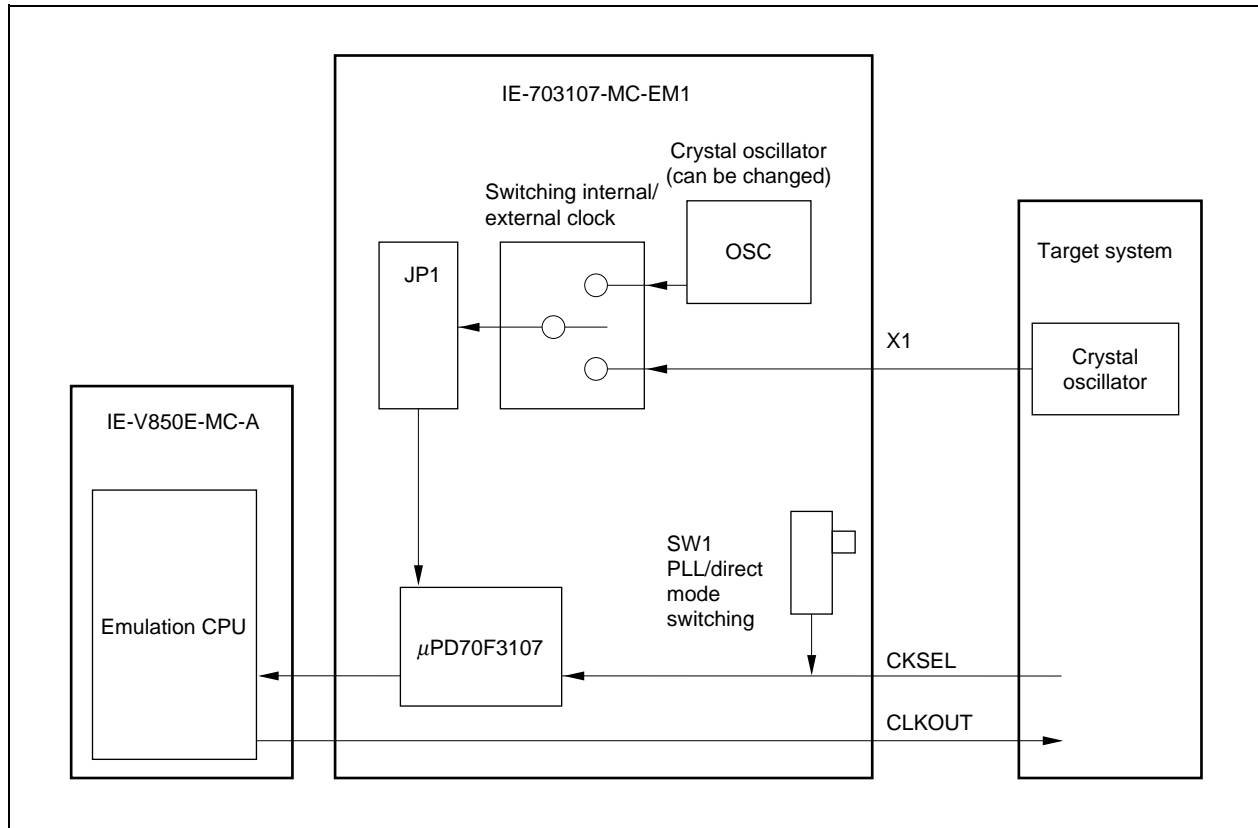 IE-703107-MC-EM1
Crystal oscillator
(can be changed)
Switching internal/
external clock
OSC
JP1
Target system
X1
Crystal
oscillator
IE-V850E-MC-A
SW1
PLL/direct
mode
switching
Emulation CPU
µPD70F3107
CKSEL
CLKOUT